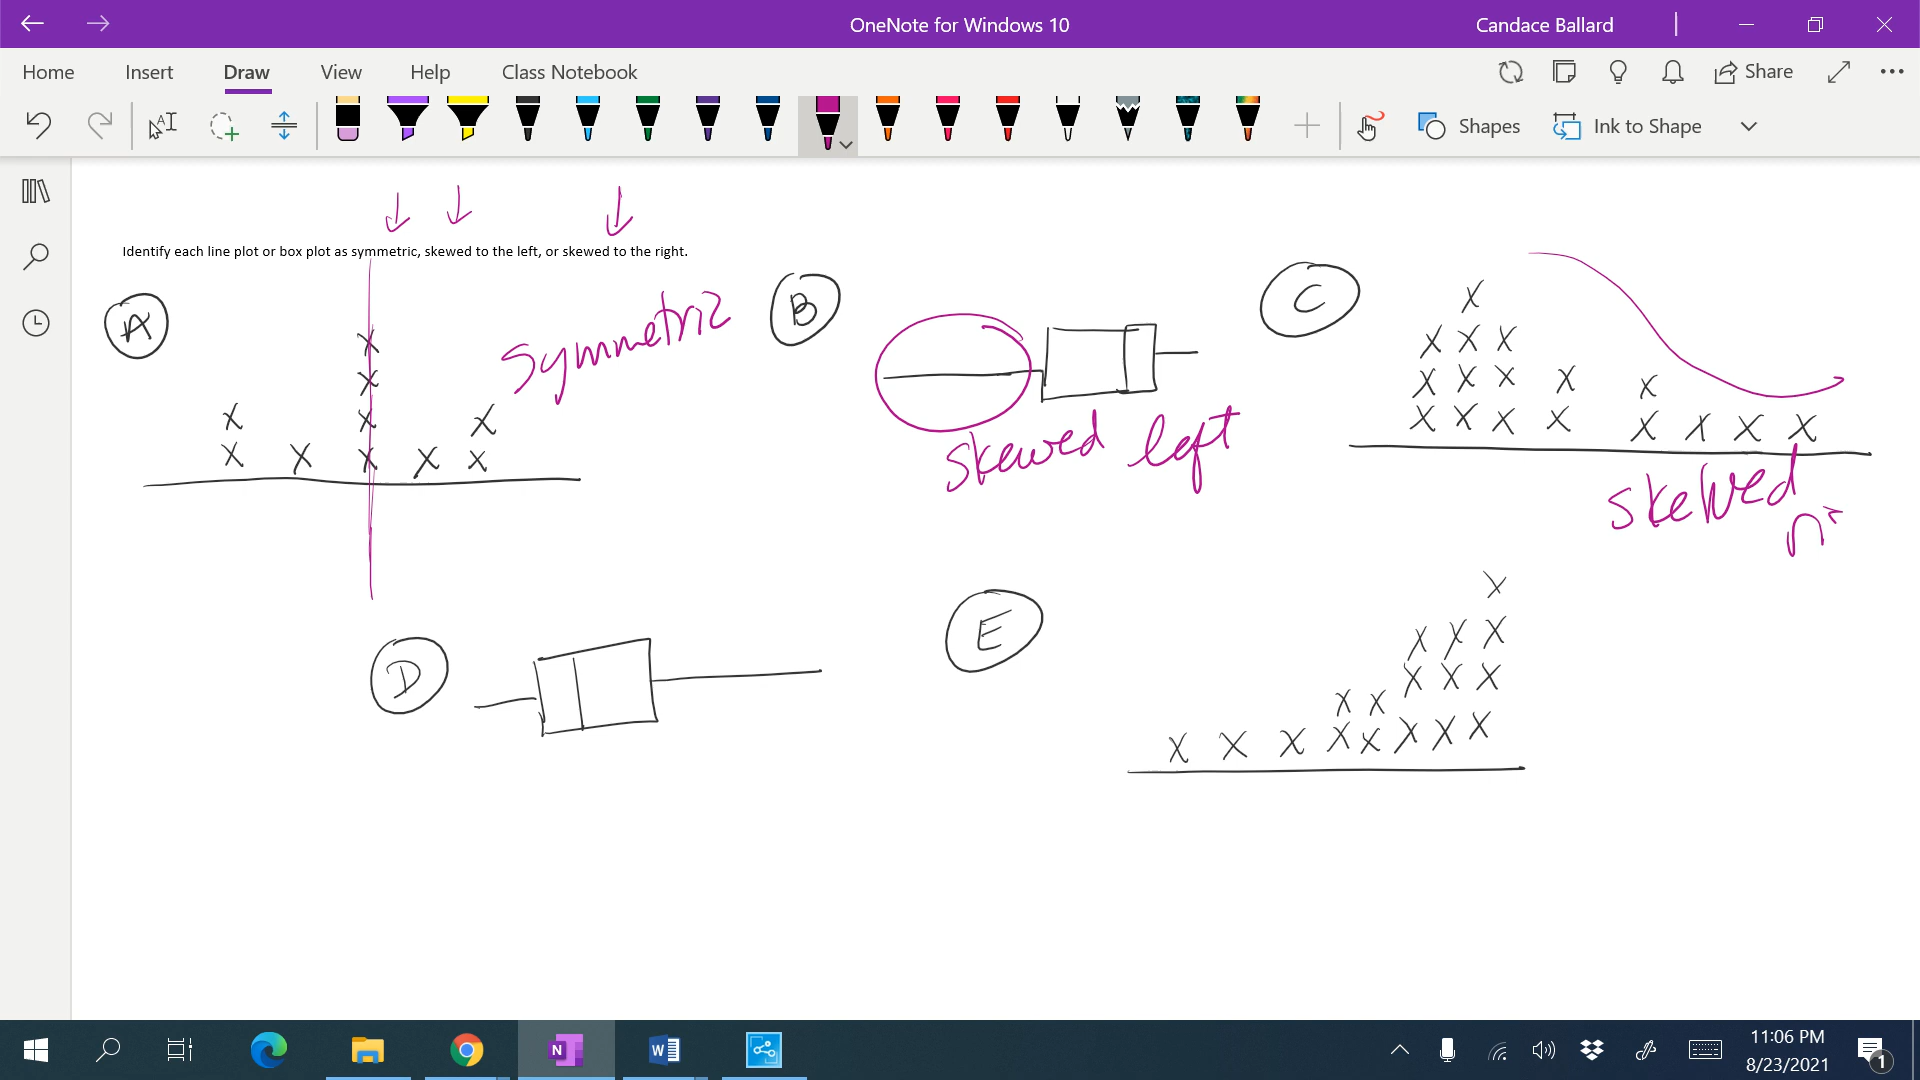 OneNote for Windows 10
Candace Ballard
Home Insert Draw View Help Class Notebook
Share
Shapes
Ink to Shape
Identify each line plot or box plot as symmetric, skewed to the left, or skewed to the right.
A
symmetric
X
X
X X X X
X X X X X
B
skewed left
C
X
X X X
X X X X X
X X X X X X X X
skewed
D
E
X
X X X
X X X
X X
X X X X X X X X
N
W
11:06 PM
8/23/2021
1